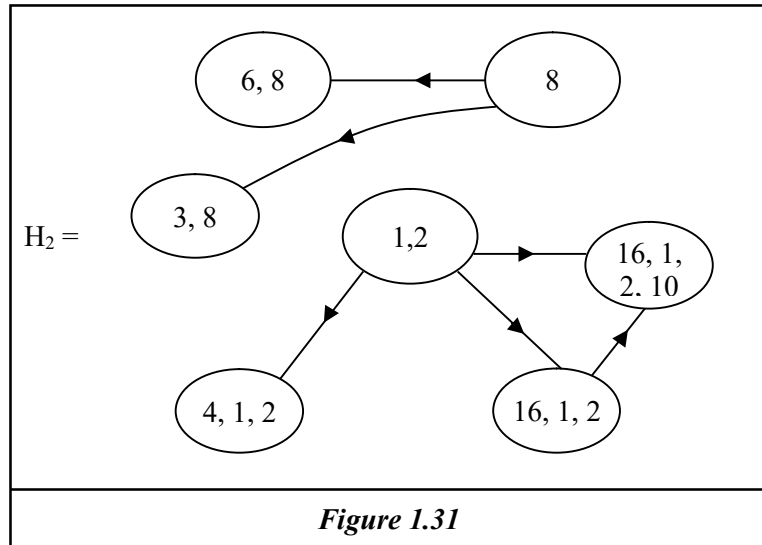 6, 8
8
3, 8
H₂ =
1,2
16, 1,
2, 10
4, 1, 2
16, 1, 2
Figure 1.31